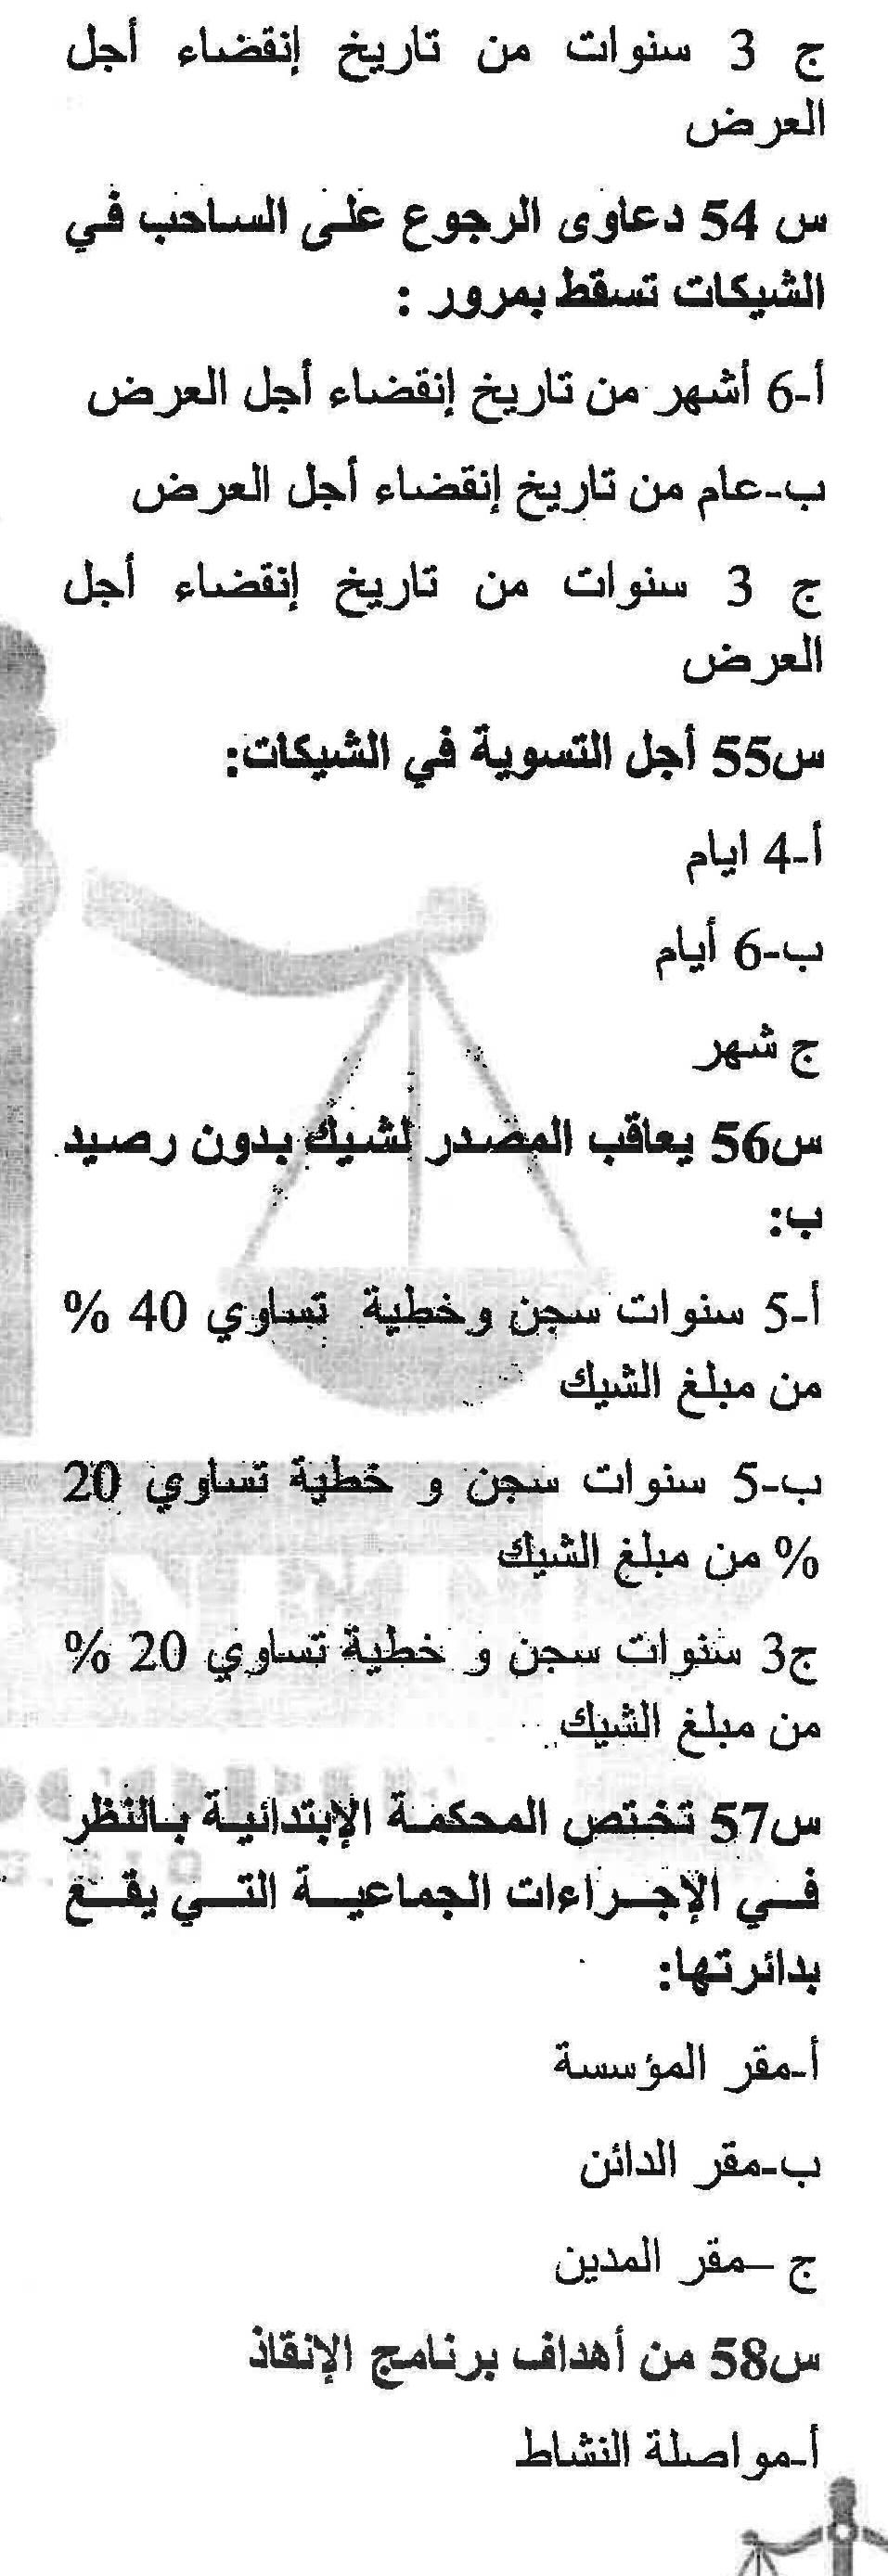 ج 3 سنوات من تاريخ إنقضاء أجل
العرض
س 54 دعاوى الرجوع على الساحب في
الشيكات تسقط بمرور :
أ-6 أشهر من تاريخ إنقضاء أجل العرض
ب-عام من تاريخ إنقضاء أجل العرض
ج 3 سنوات من تاريخ إنقضاء أجل
العرض
س55 أجل التسوية في الشيكات:
أ-4 ايام
ب-6 أيام
ج شهر
س56 يعاقب المصدر لشيك بدون رصيد
ب:
أ-5 سنوات سجن وخطية تساوي 40 %
من مبلغ الشيك
ب-5 سنوات سجن و خطية تساوي 20
% من مبلغ الشيك
ج3 سنوات سجن و خطية تساوي 20 %
من مبلغ الشيك
س57 تختص المحكمة الإبتدائية بالنظر
في الإجراءات الجماعية التي يقع
بدائرتها:
أ-مقر المؤسسة
ب-مقر الدائن
ج –مقر المدين
س58 من أهداف برنامج الإنقاذ
أ-مواصلة النشاط